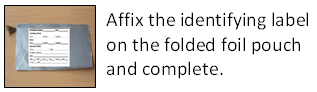 Affix the identifying label
on the folded foil pouch
and complete.